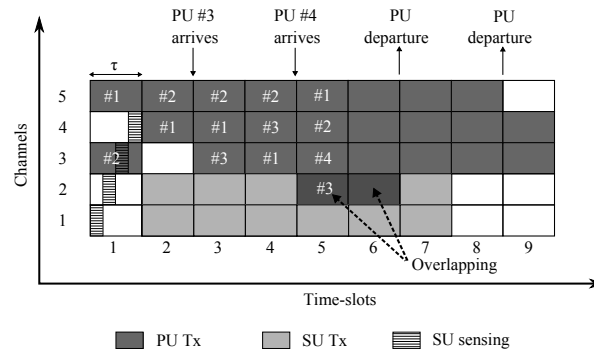 PU #3 PU #4 PU PU
arrives arrives departure departure
τ
5 #1 #2 #2 #2 #1
4 #1 #1 #3 #2
3 #2 #3 #1 #4
2 #3
1
1 2 3 4 5 6 7 8 9
Overlapping
Channels
Time-slots
PU Tx SU Tx SU sensing